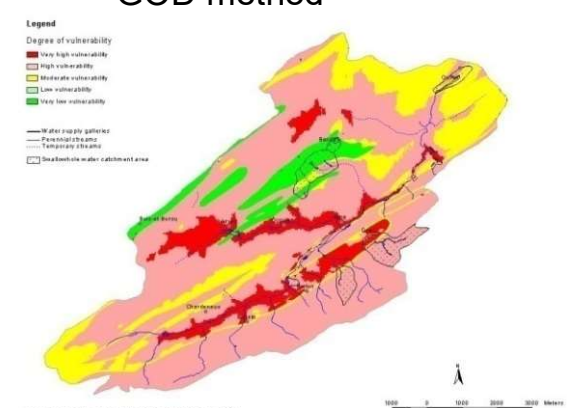 GOD method
Legend
Degree of vulnerability
Very high vulnerability
High vulnerability
Moderate vulnerability
Low vulnerability
Very low vulnerability
Water supply galleries
Perennial streams
Temporary streams
Swallowhole water catchment area
N
1000 0 1000 2000 3000 Meters